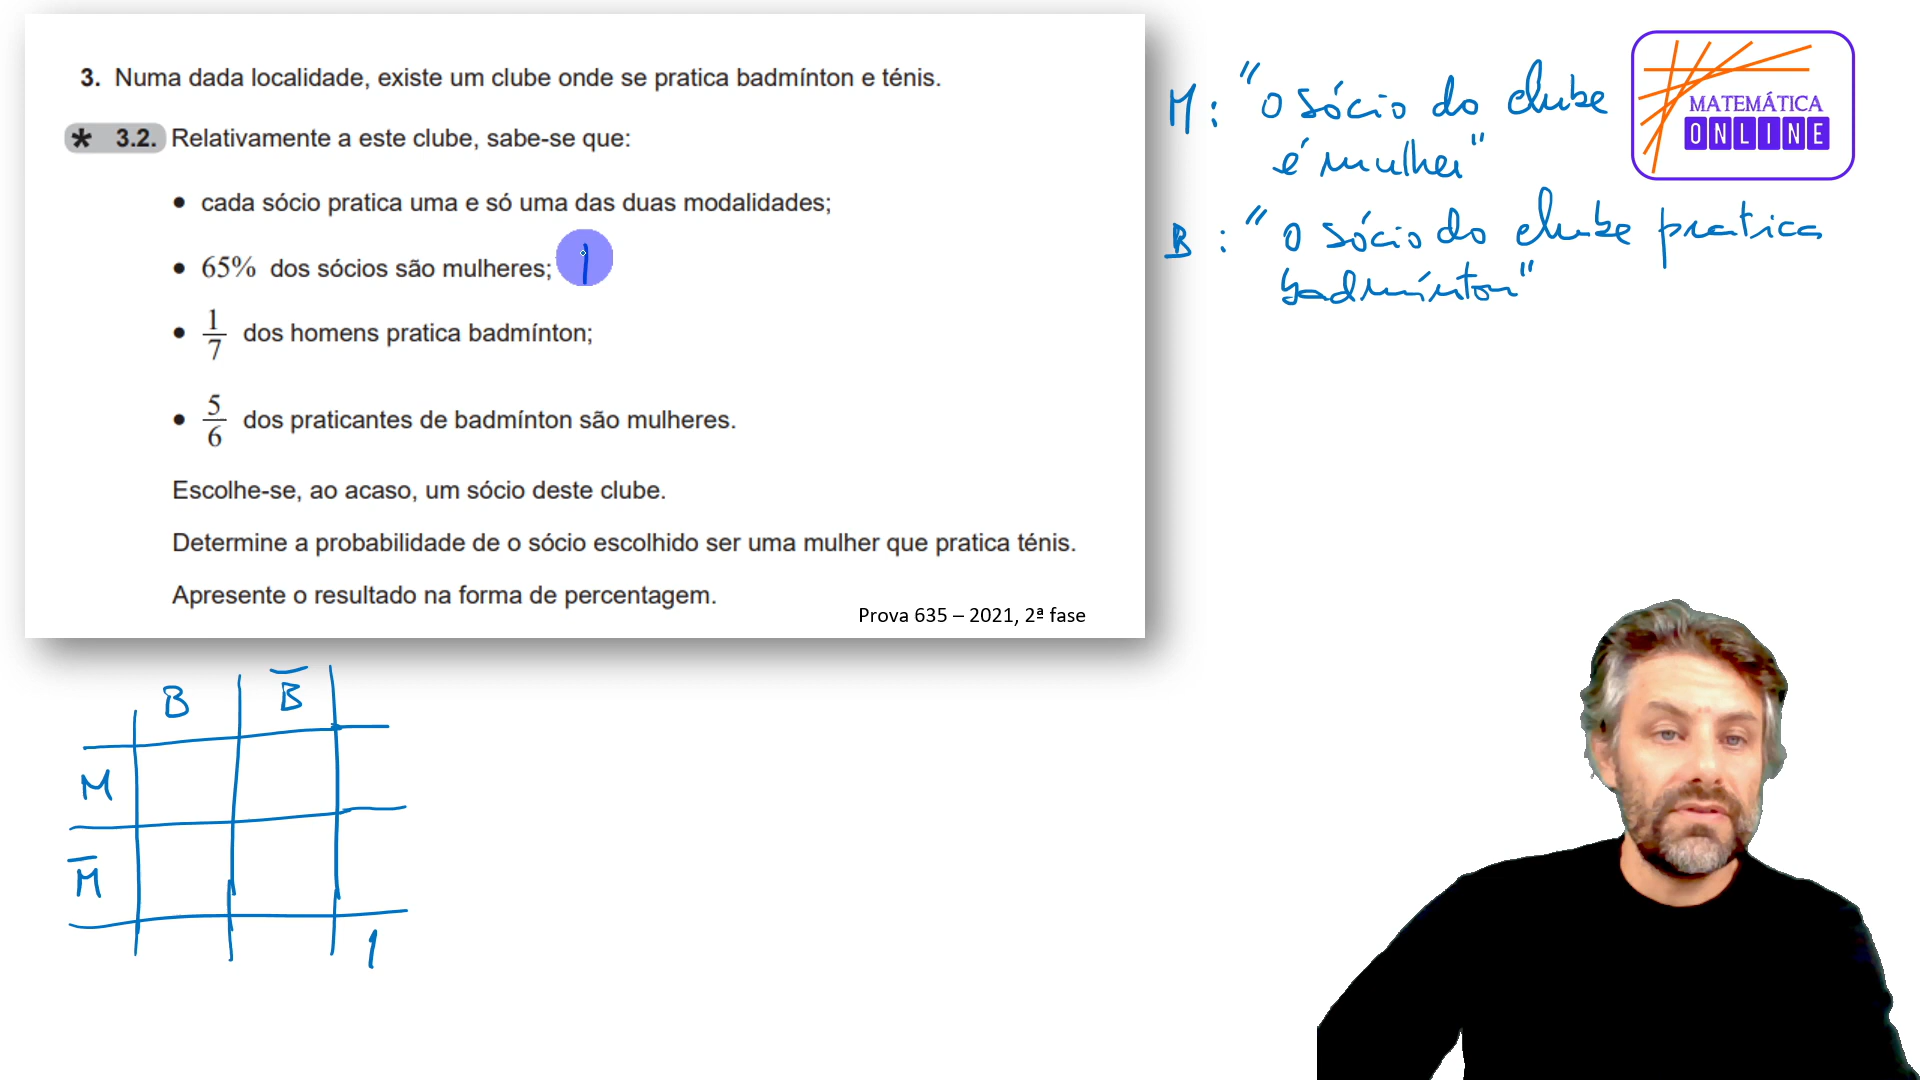 3. Numa dada localidade, existe um clube onde se pratica badmínton e ténis.
* 3.2. Relativamente a este clube, sabe-se que:
• cada sócio pratica uma e só uma das duas modalidades;
• 65% dos sócios são mulheres;
• 1/7 dos homens pratica badmínton;
• 5/6 dos praticantes de badmínton são mulheres.
Escolhe-se, ao acaso, um sócio deste clube.
Determine a probabilidade de o sócio escolhido ser uma mulher que pratica ténis.
Apresente o resultado na forma de percentagem.
Prova 635 – 2021, 2ª fase
M: "o sócio do clube
é mulher"
B: "o sócio do clube pratica
badmínton"
MATEMÁTICA
ONLINE
B B̅
M
M̅
1